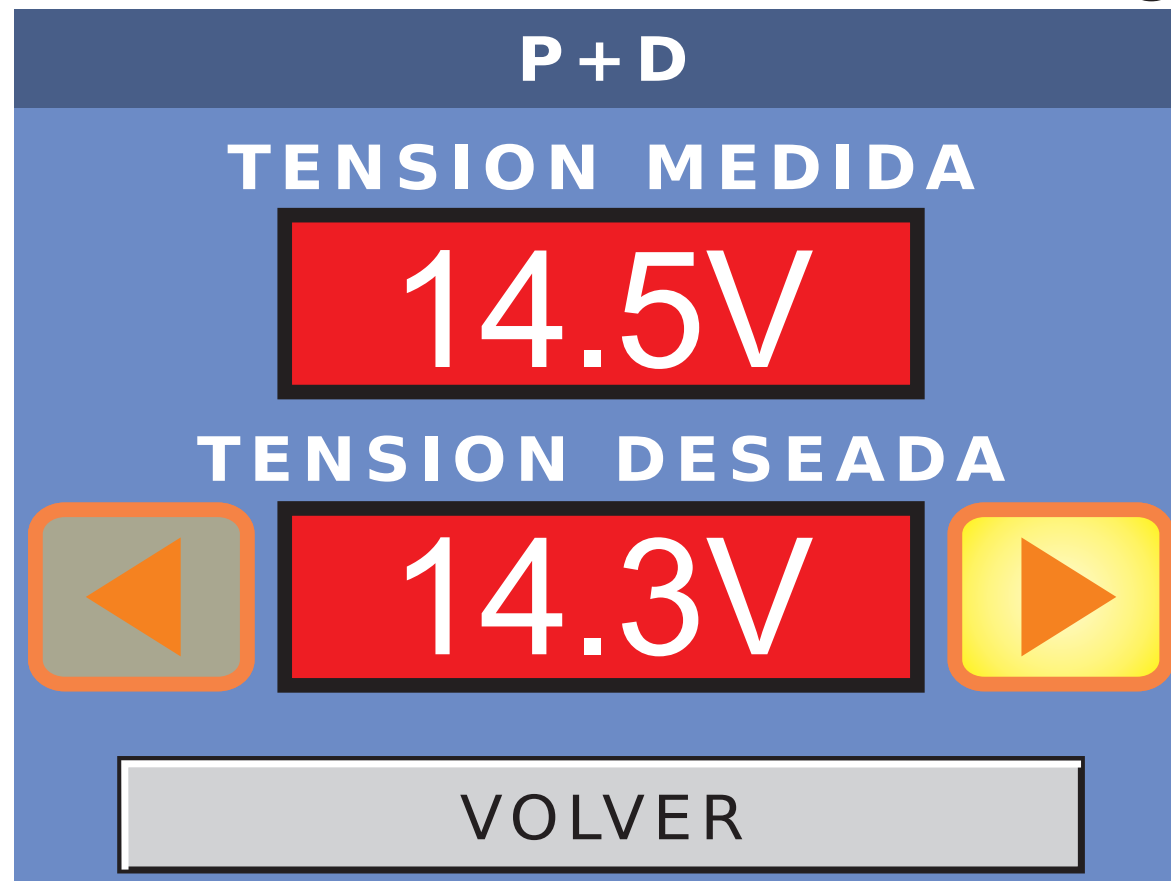 P+D
TENSION MEDIDA
14.5V
TENSION DESEADA
14.3V
VOLVER